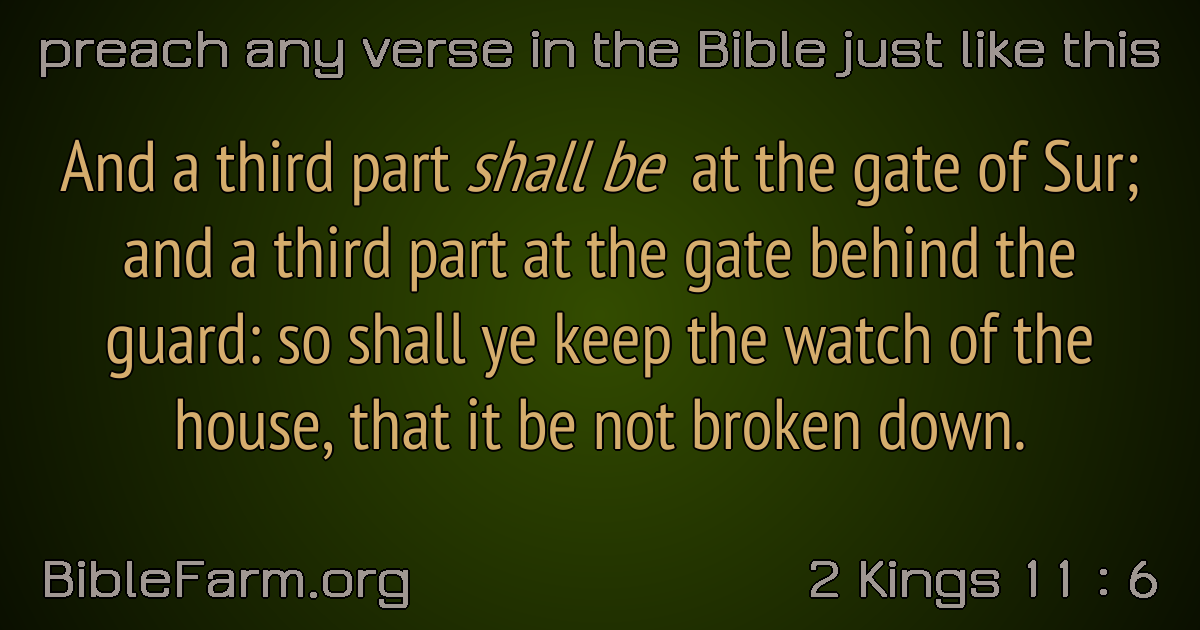 preach any verse in the Bible just like this
And a third part shall be at the gate of Sur;
and a third part at the gate behind the
guard: so shall ye keep the watch of the
house, that it be not broken down.
BibleFarm.org
2 Kings 11 : 6